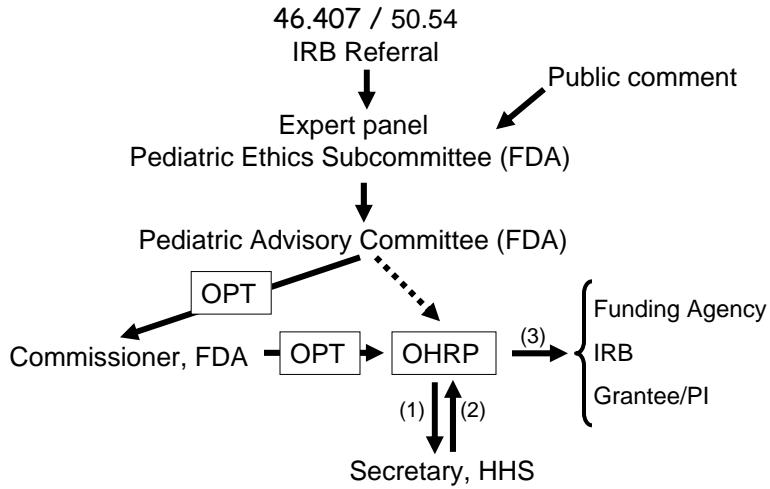 46.407 / 50.54
IRB Referral
Public comment
Expert panel
Pediatric Ethics Subcommittee (FDA)
Pediatric Advisory Committee (FDA)
OPT
Commissioner, FDA
OPT
OHRP
(3)
Funding Agency
IRB
Grantee/PI
(1)
(2)
Secretary, HHS